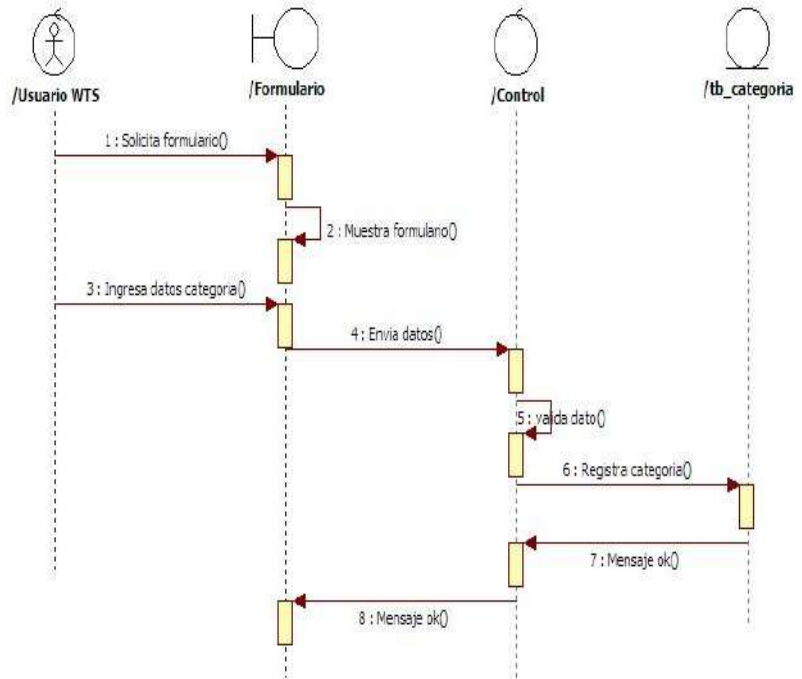 /Usuario WTS
/Formulario
/Control
/tb_categoria
1 : Solicita formulario()
2 : Muestra formulario()
3 : Ingresa datos categoria()
4 : Envia datos()
5 : valida dato()
6 : Registra categoria()
7 : Mensaje ok()
8 : Mensaje ok()